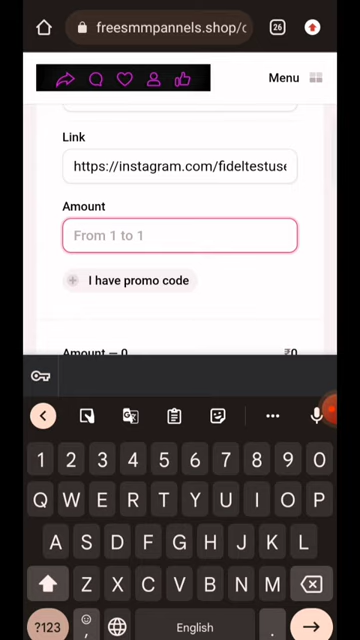 freesmmpannels.shop/c
26
Menu
Link
https://instagram.com/fideltestuse
Amount
From 1 to 1
I have promo code
Amount — 0 ₹0
1 2 3 4 5 6 7 8 9 0
Q W E R T Y U I O P
A S D F G H J K L
Z X C V B N M
?123 , English .